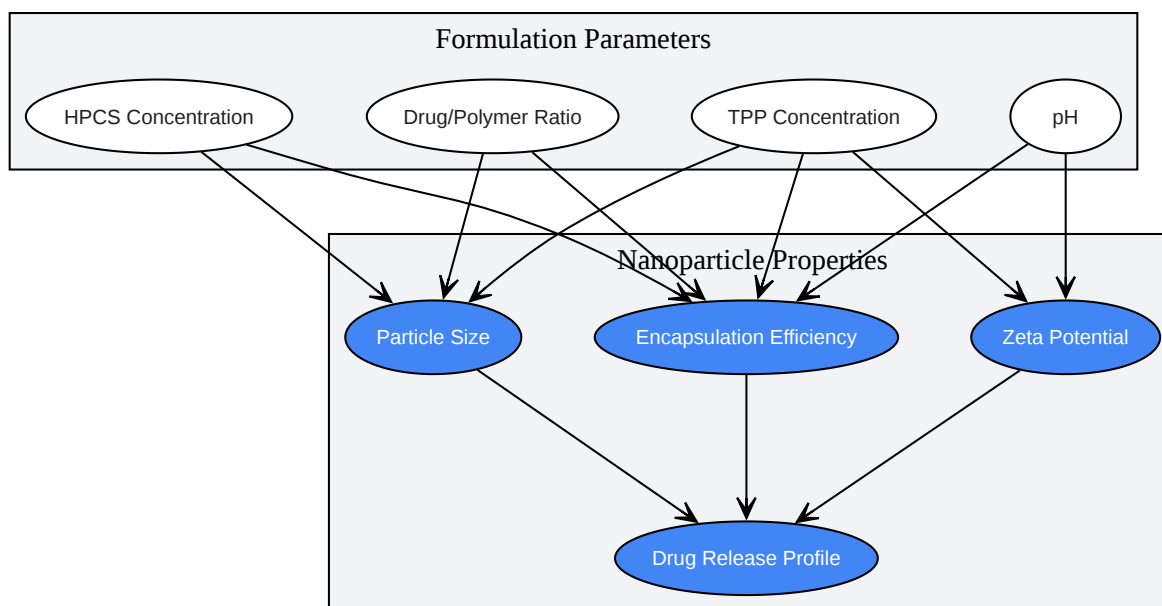 Formulation Parameters
HPCS Concentration
Drug/Polymer Ratio
TPP Concentration
pH
Nanoparticle Properties
Particle Size
Encapsulation Efficiency
Zeta Potential
Drug Release Profile